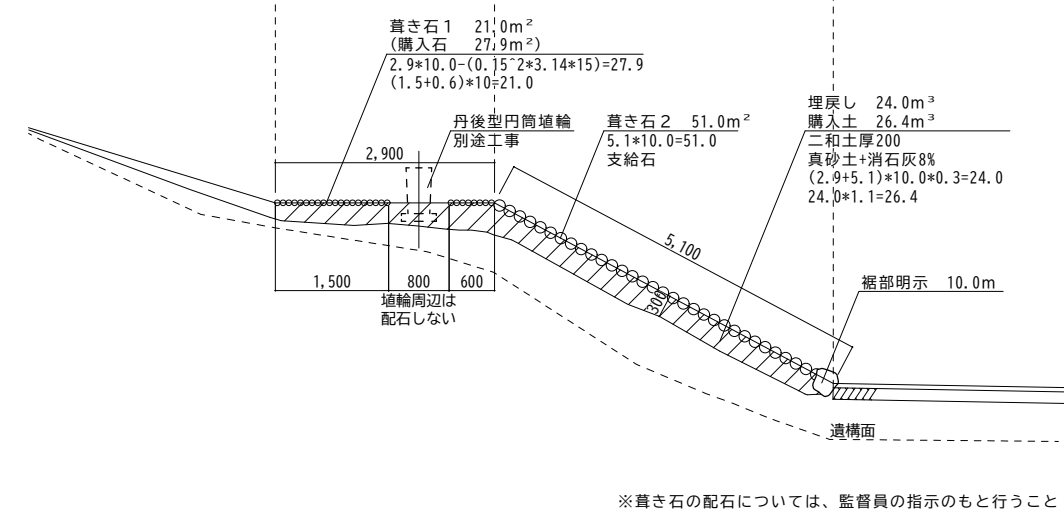 葺き石１　21.0m²
(購入石　27.9m²)
2.9*10.0-(0.15^2*3.14*15)=27.9
(1.5+0.6)*10=21.0
丹後型円筒埴輪
別途工事
葺き石２　51.0m²
5.1*10.0=51.0
支給石
埋戻し　24.0m³
購入土　26.4m³
二和土厚200
真砂土+消石灰8%
(2.9+5.1)*10.0*0.3=24.0
24.0*1.1=26.4
2,900
5,100
300
1,500
800
600
埴輪周辺は
配石しない
裾部明示　10.0m
遺構面
※葺き石の配石については、監督員の指示のもと行うこと